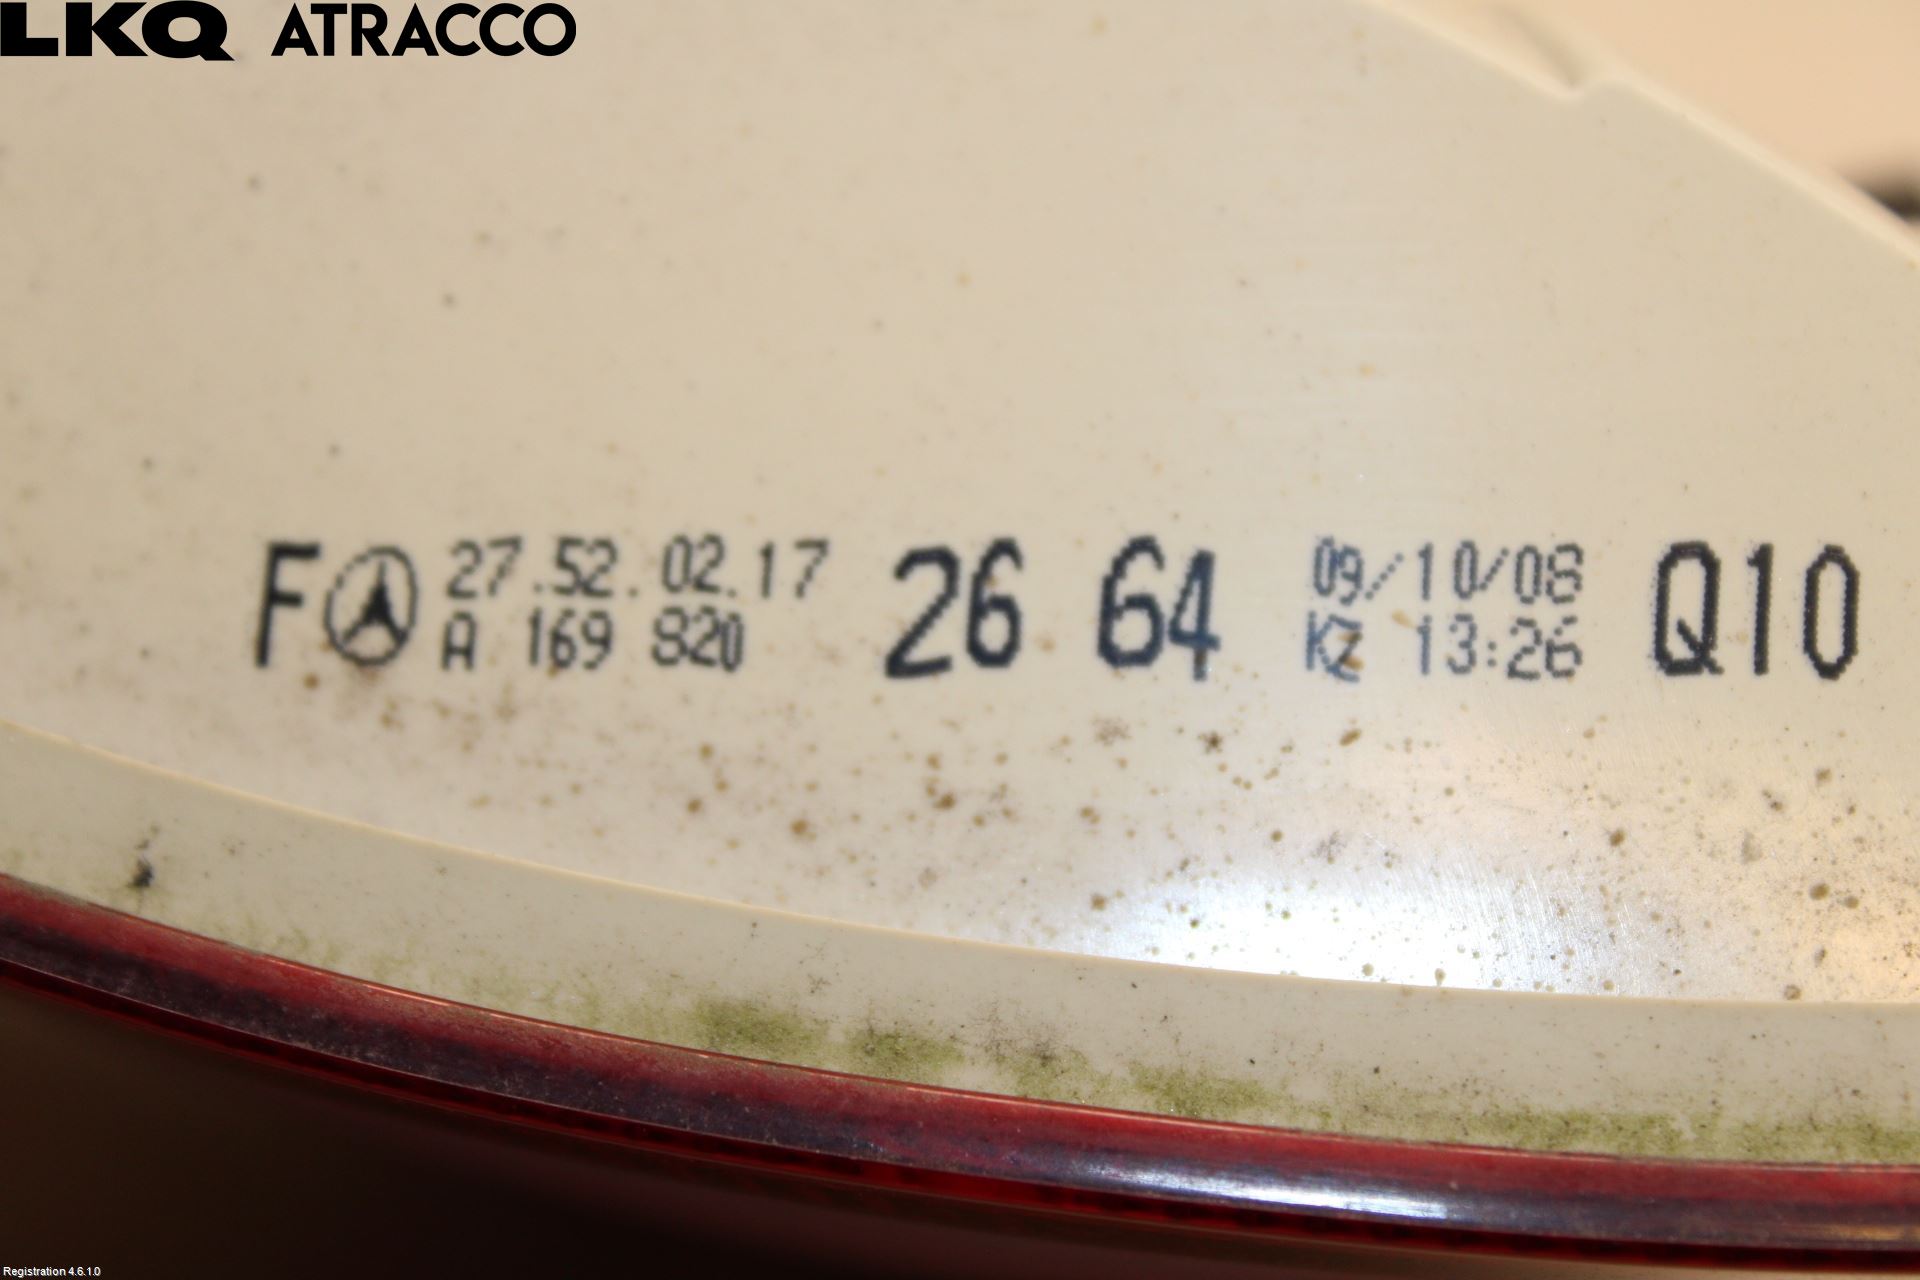 LKQ ATRACCO
F 27.52.02.17 26 64 09/10/08 Q10
A 169 820 KZ 13:26
Registration 4.6.1.0